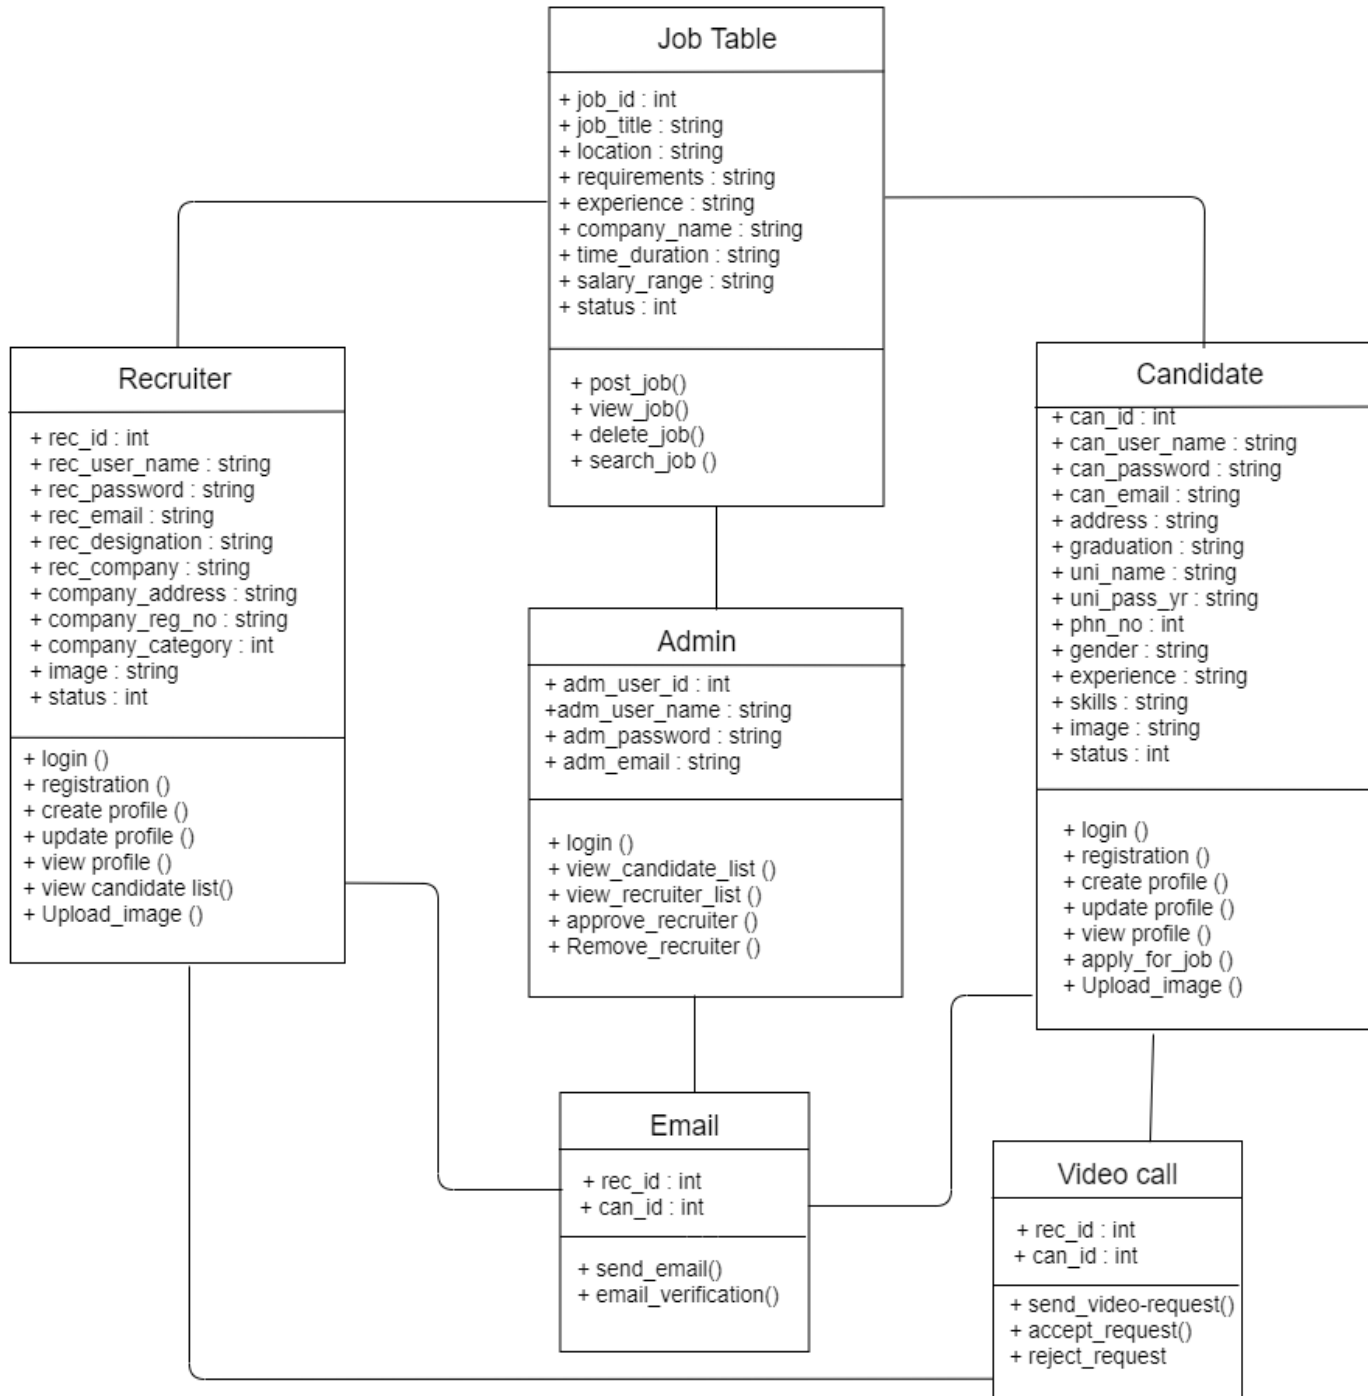 Job Table
+ job_id : int
+ job_title : string
+ location : string
+ requirements : string
+ experience : string
+ company_name : string
+ time_duration : string
+ salary_range : string
+ status : int
+ post_job()
+ view_job()
+ delete_job()
+ search_job ()
Recruiter
+ rec_id : int
+ rec_user_name : string
+ rec_password : string
+ rec_email : string
+ rec_designation : string
+ rec_company : string
+ company_address : string
+ company_reg_no : string
+ company_category : int
+ image : string
+ status : int
+ login ()
+ registration ()
+ create profile ()
+ update profile ()
+ view profile ()
+ view candidate list()
+ Upload_image ()
Candidate
+ can_id : int
+ can_user_name : string
+ can_password : string
+ can_email : string
+ address : string
+ graduation : string
+ uni_name : string
+ uni_pass_yr : string
+ phn_no : int
+ gender : string
+ experience : string
+ skills : string
+ image : string
+ status : int
+ login ()
+ registration ()
+ create profile ()
+ update profile ()
+ view profile ()
+ apply_for_job ()
+ Upload_image ()
Admin
+ adm_user_id : int
+adm_user_name : string
+ adm_password : string
+ adm_email : string
+ login ()
+ view_candidate_list ()
+ view_recruiter_list ()
+ approve_recruiter ()
+ Remove_recruiter ()
Email
+ rec_id : int
+ can_id : int
+ send_email()
+ email_verification()
Video call
+ rec_id : int
+ can_id : int
+ send_video-request()
+ accept_request()
+ reject_request